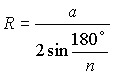 R = a / (2 sin 180° / n)